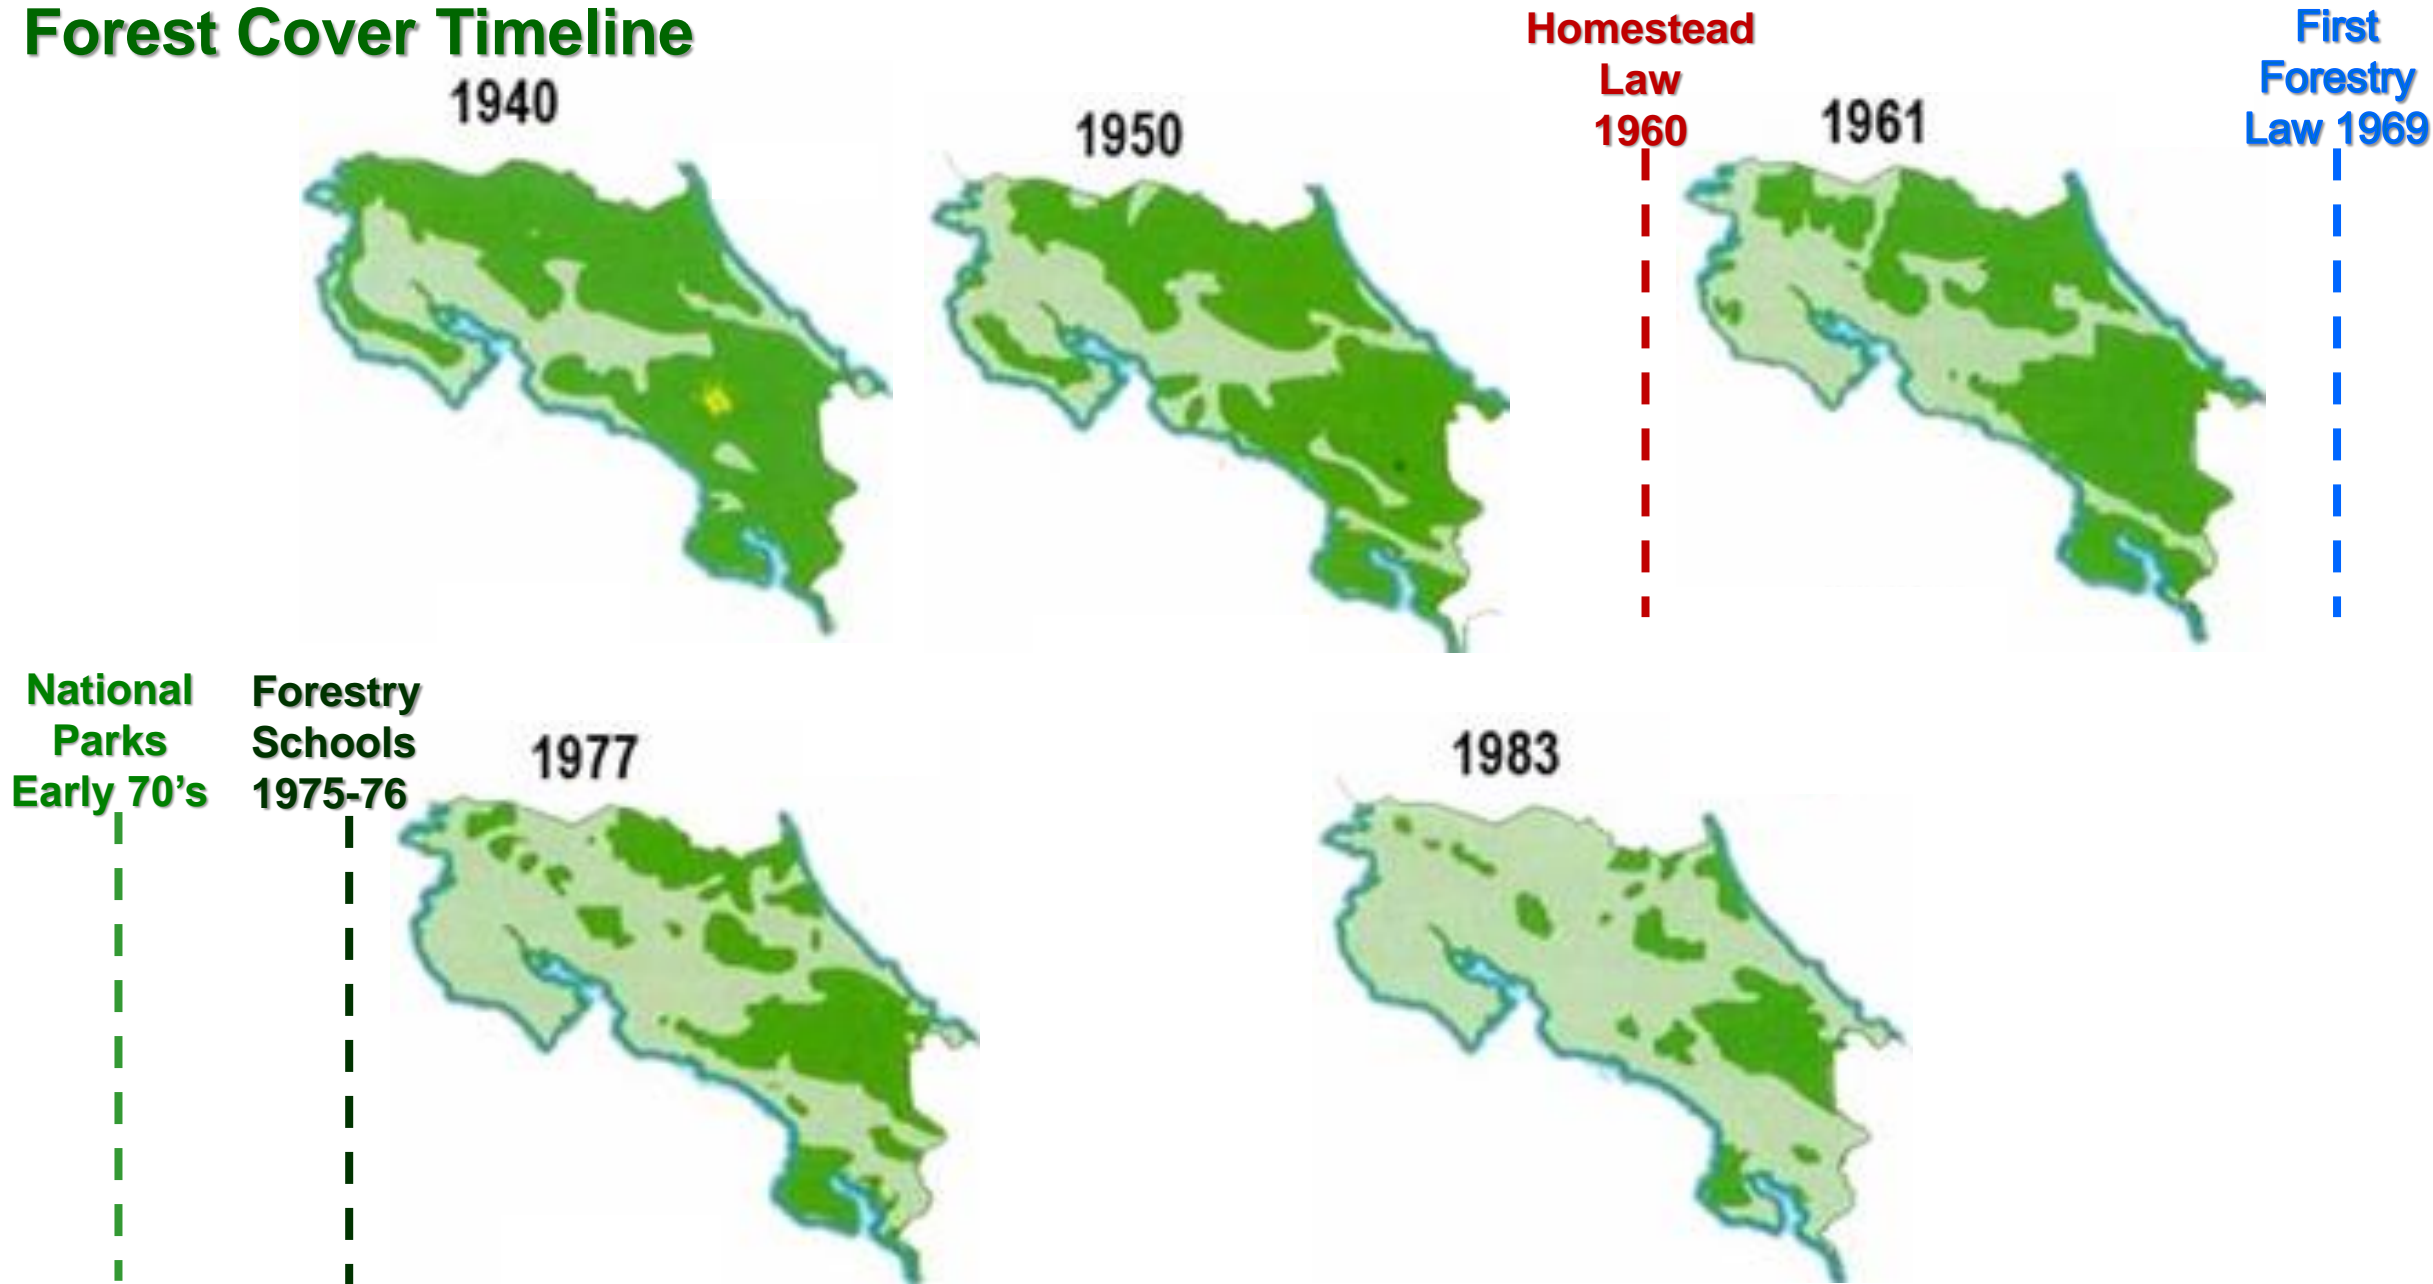 Forest Cover Timeline
1940
1950
Homestead
Law
1960
1961
First
Forestry
Law 1969
National
Parks
Early 70’s
Forestry
Schools
1975-76
1977
1983